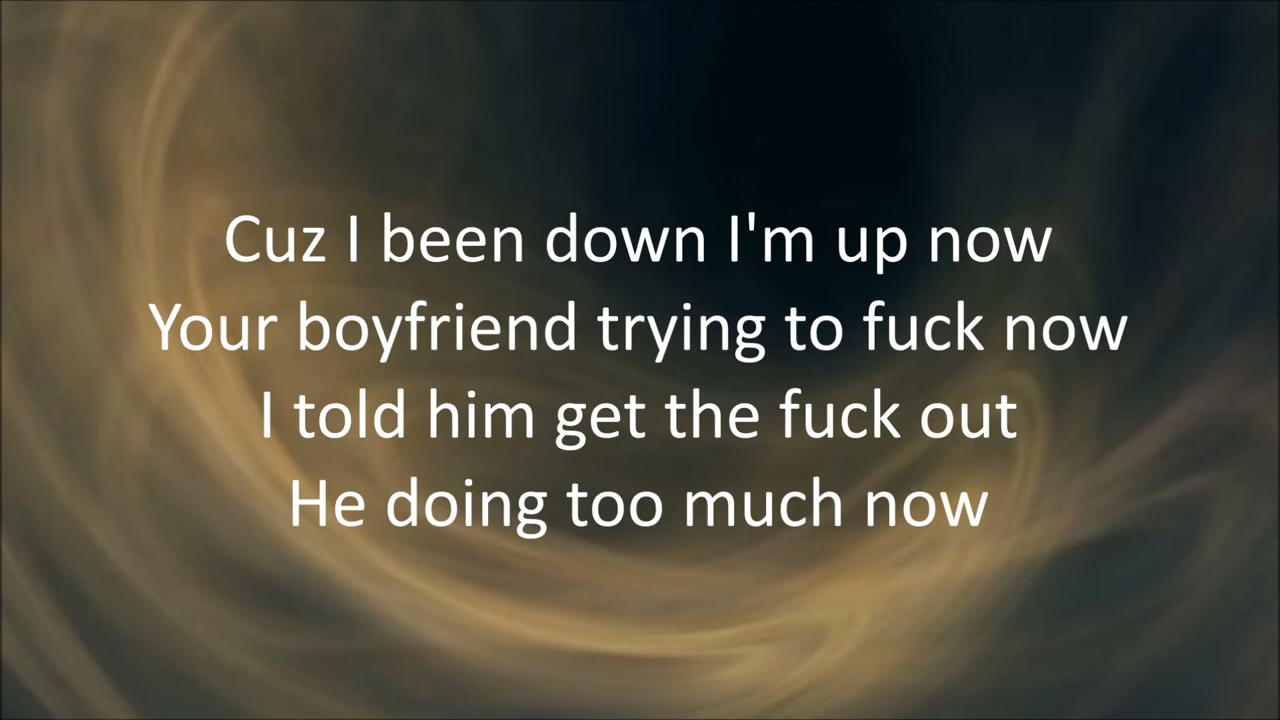 Cuz I been down I'm up now
Your boyfriend trying to fuck now
I told him get the fuck out
He doing too much now